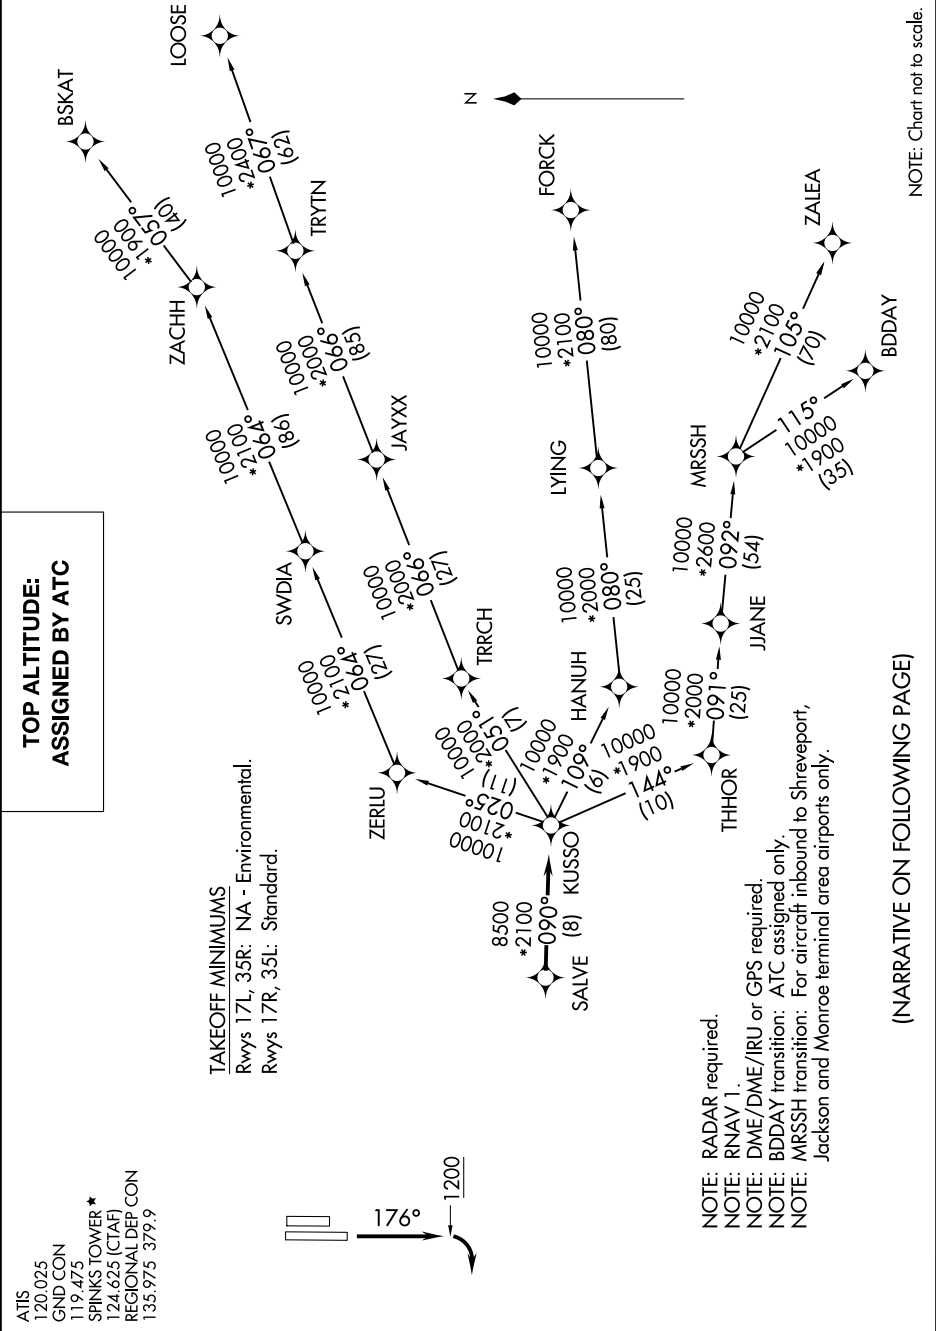 TOP ALTITUDE:
ASSIGNED BY ATC
ATIS
120.025
GND CON
119.475
SPINKS TOWER★
124.625 (CTAF)
REGIONAL DEP CON
135.975 379.9
TAKEOFF MINIMUMS
Rwys 17L, 35R: NA - Environmental.
Rwys 17R, 35L: Standard.
176°
1200
SALVE
8500
*2100
090°
(8)
KUSSO
10000
*2100
025°
(11)
ZERLU
10000
*2100
064°
(27)
SWDIA
10000
*2100
064°
(86)
ZACHH
10000
*1900
057°
(40)
BSKAT
10000
*2000
051°
(7)
TRRCH
10000
*2000
066°
(27)
JAYXX
10000
*2000
066°
(85)
TRYTN
10000
*2400
067°
(62)
LOOSE
10000
*1900
109°
(6)
HANUH
10000
*2000
080°
(25)
LYING
10000
*2100
080°
(80)
FORCK
10000
*1900
144°
(10)
THHOR
10000
*2000
091°
(25)
JJANE
10000
*2600
092°
(54)
MRSSH
10000
*2100
105°
(70)
ZALEA
115°
10000
*1900
(35)
BDDAY
N
NOTE: RADAR required.
NOTE: RNAV 1.
NOTE: DME/DME/IRU or GPS required.
NOTE: BDDAY transition: ATC assigned only.
NOTE: MRSSH transition: For aircraft inbound to Shreveport,
Jackson and Monroe terminal area airports only.
(NARRATIVE ON FOLLOWING PAGE)
NOTE: Chart not to scale.